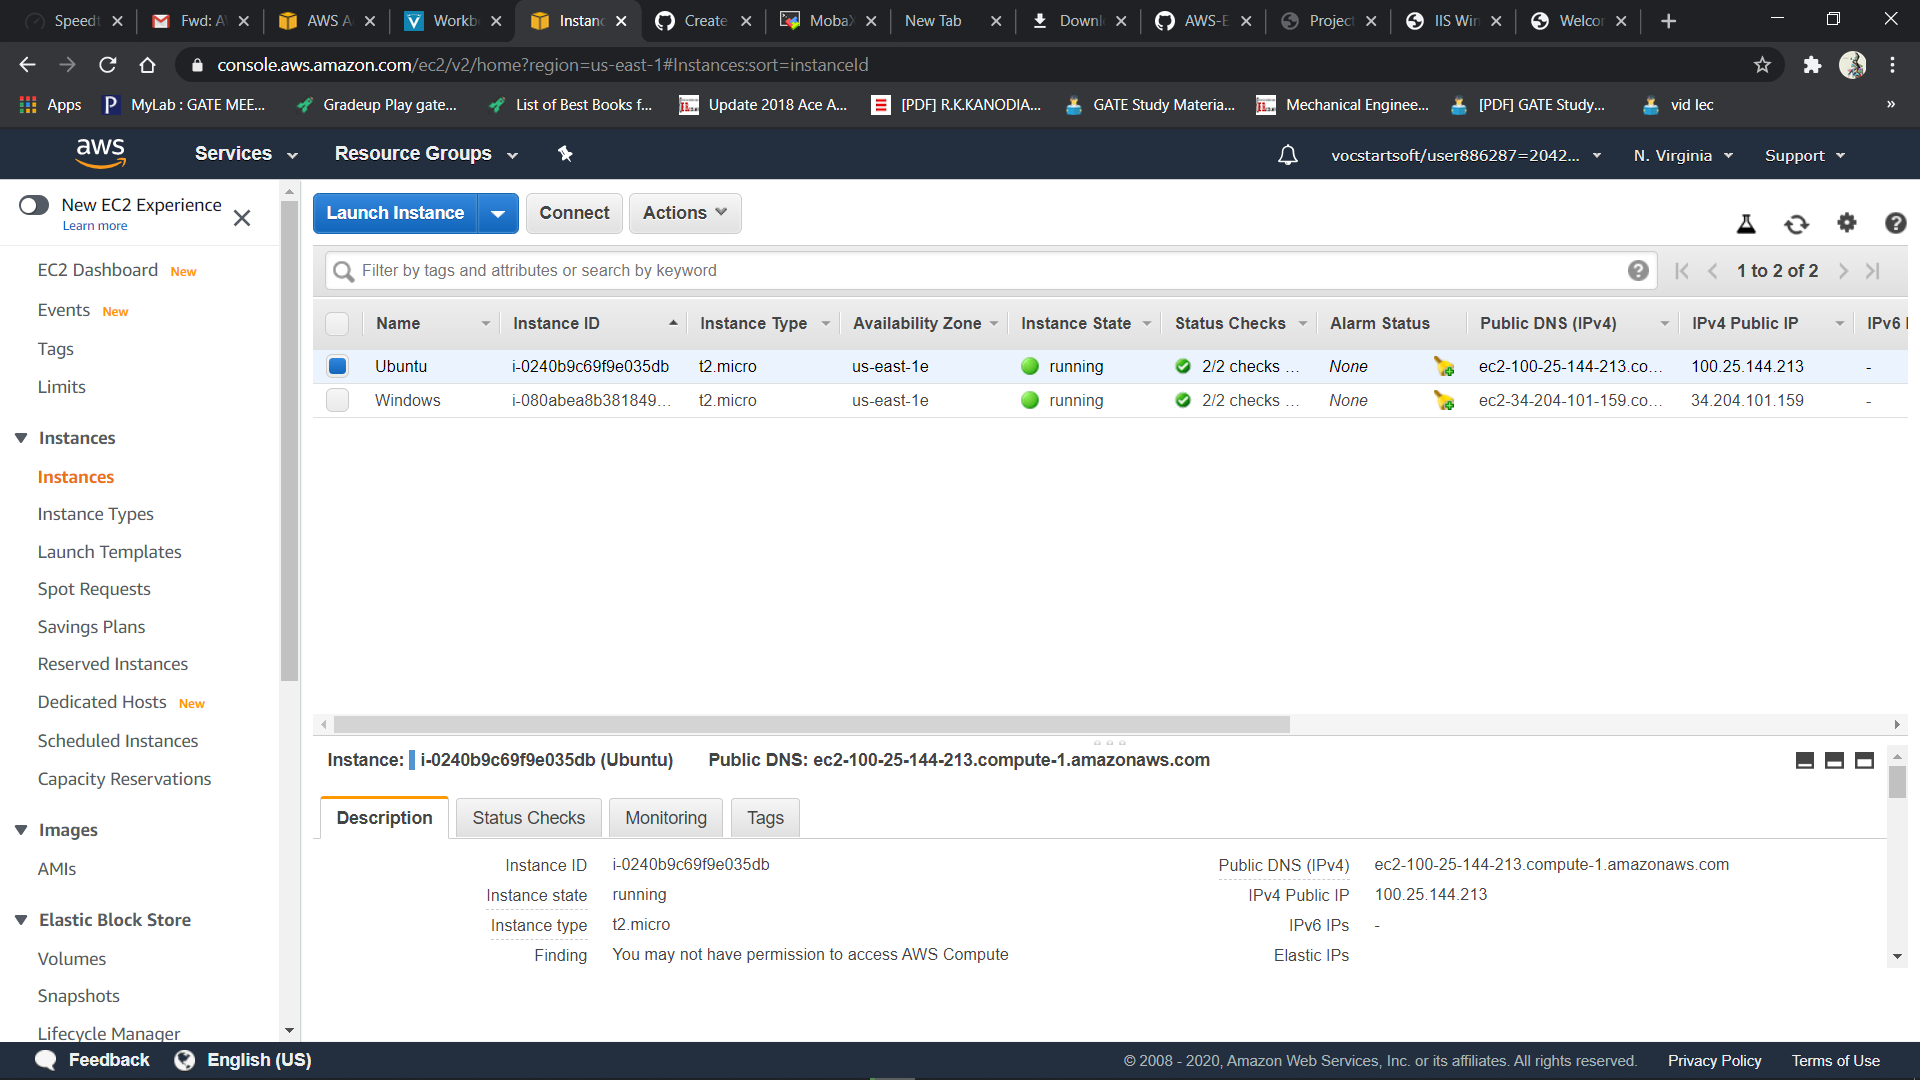 Speedt
Fwd: AV
AWS A
Workb
Instanc
Create
MobaX
New Tab
Downl
AWS-E
Project
IIS Win
Welcor
console.aws.amazon.com/ec2/v2/home?region=us-east-1#Instances:sort=instanceId
Apps
MyLab : GATE MEE...
Gradeup Play gate...
List of Best Books f...
Update 2018 Ace A...
[PDF] R.K.KANODIA...
GATE Study Materia...
Mechanical Enginee...
[PDF] GATE Study...
vid lec
»
aws
Services
Resource Groups
vocstartsoft/user886287=2042...
N. Virginia
Support
New EC2 Experience
Learn more
EC2 Dashboard New
Events New
Tags
Limits
Instances
Instances
Instance Types
Launch Templates
Spot Requests
Savings Plans
Reserved Instances
Dedicated Hosts New
Scheduled Instances
Capacity Reservations
Images
AMIs
Elastic Block Store
Volumes
Snapshots
Lifecycle Manager
Launch Instance
Connect
Actions
Filter by tags and attributes or search by keyword
1 to 2 of 2
Name Instance ID Instance Type Availability Zone Instance State Status Checks Alarm Status Public DNS (IPv4) IPv4 Public IP IPv6 I
Ubuntu i-0240b9c69f9e035db t2.micro us-east-1e running 2/2 checks ... None ec2-100-25-144-213.co... 100.25.144.213 -
Windows i-080abea8b381849... t2.micro us-east-1e running 2/2 checks ... None ec2-34-204-101-159.co... 34.204.101.159 -
Instance: i-0240b9c69f9e035db (Ubuntu) Public DNS: ec2-100-25-144-213.compute-1.amazonaws.com
Description Status Checks Monitoring Tags
Instance ID i-0240b9c69f9e035db
Instance state running
Instance type t2.micro
Finding You may not have permission to access AWS Compute
Public DNS (IPv4) ec2-100-25-144-213.compute-1.amazonaws.com
IPv4 Public IP 100.25.144.213
IPv6 IPs -
Elastic IPs
Feedback
English (US)
© 2008 - 2020, Amazon Web Services, Inc. or its affiliates. All rights reserved.
Privacy Policy
Terms of Use